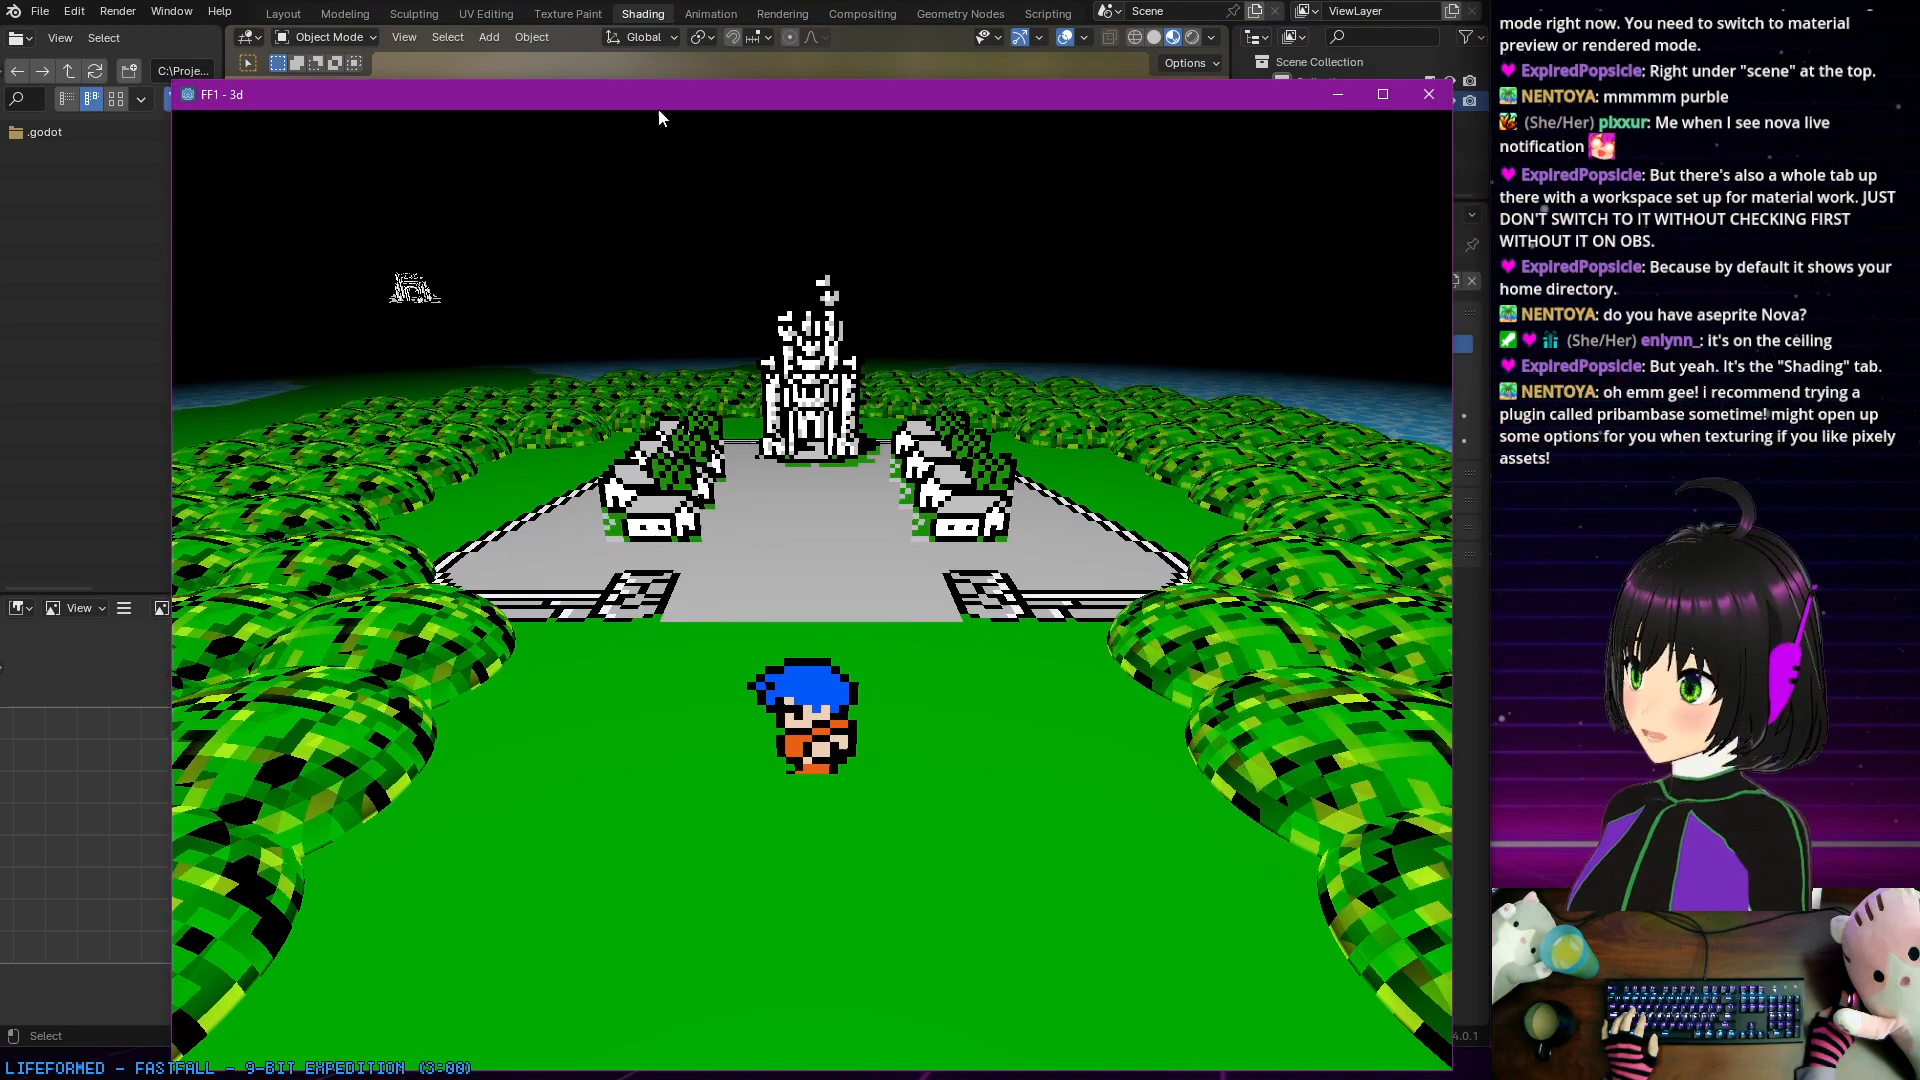 File Edit Render Window Help
Layout Modeling Sculpting UV Editing Texture Paint Shading Animation Rendering Compositing Geometry Nodes Scripting
Scene
ViewLayer
View Select
Object Mode
View Select Add Object
Global
C:\Proje...
Options
Scene Collection
FF1 - 3d
.godot
View
Select
4.0.1
mode right now. You need to switch to material
preview or rendered mode.
ExpiredPopsicle: Right under "scene" at the top.
NENTOYA: mmmmm purble
(She/Her) plxxur: Me when I see nova live
notification
ExpiredPopsicle: But there's also a whole tab up
there with a workspace set up for material work. JUST
DON'T SWITCH TO IT WITHOUT CHECKING FIRST
WITHOUT IT ON OBS.
ExpiredPopsicle: Because by default it shows your
home directory.
NENTOYA: do you have aseprite Nova?
(She/Her) enlynn_: it's on the ceiling
ExpiredPopsicle: But yeah. It's the "Shading" tab.
NENTOYA: oh emm gee! i recommend trying a
plugin called pribambase sometime! might open up
some options for you when texturing if you like pixely
assets!
LIFEFORMED - FASTFALL - 9-BIT EXPEDITION (3:00)